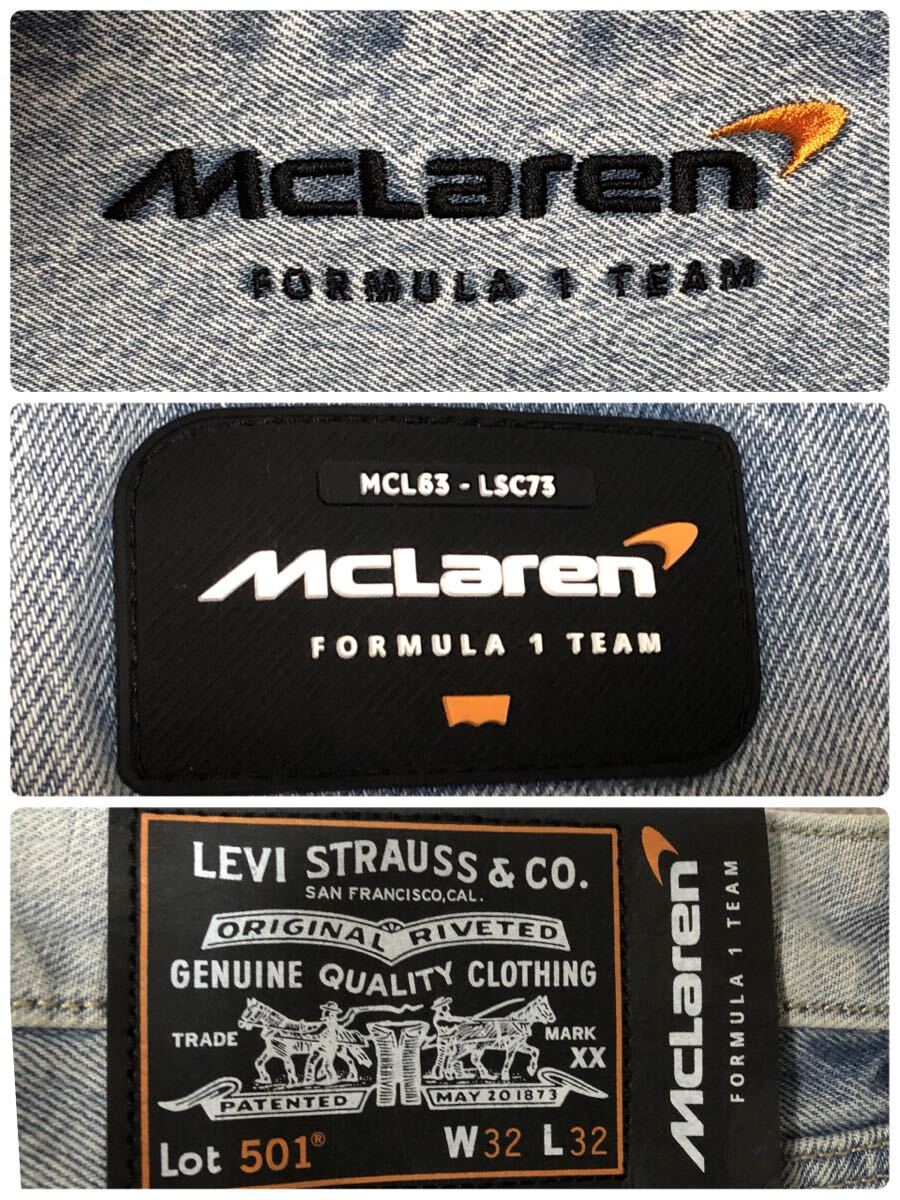 McLaren
FORMULA 1 TEAM
MCL63 - LSC73
McLaren
FORMULA 1 TEAM
LEVI STRAUSS & CO.
SAN FRANCISCO, CAL.
ORIGINAL RIVETED
GENUINE QUALITY CLOTHING
TRADE MARK
XX
PATENTED MAY 20 1873
Lot 501® W32 L32
McLaren
FORMULA 1 TEAM